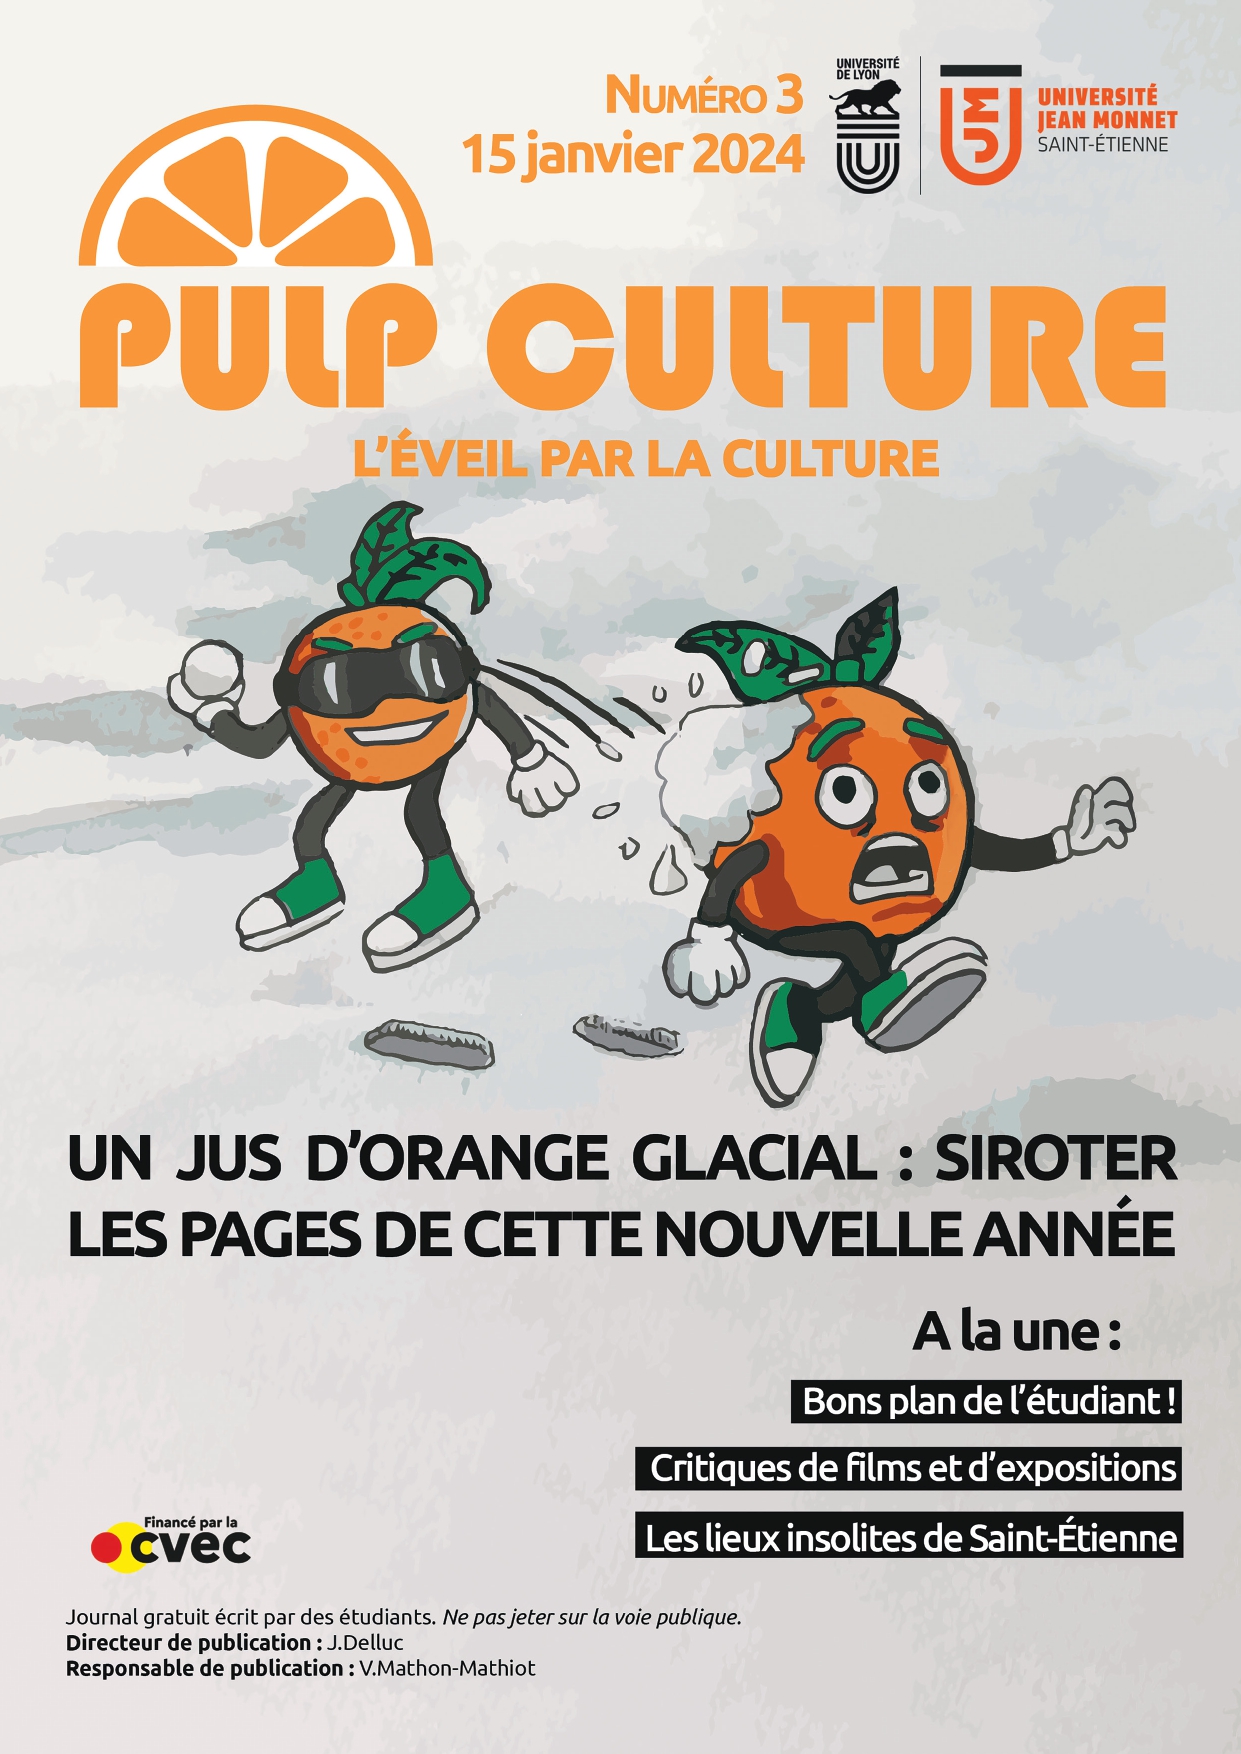 NUMÉRO 3
15 janvier 2024
UNIVERSITÉ
DE LYON
UJM
UNIVERSITÉ
JEAN MONNET
SAINT-ÉTIENNE
PULP CULTURE
L'ÉVEIL PAR LA CULTURE
UN JUS D'ORANGE GLACIAL : SIROTER
LES PAGES DE CETTE NOUVELLE ANNÉE
A la une :
Bons plan de l'étudiant !
Critiques de films et d'expositions
Les lieux insolites de Saint-Étienne
Financé par la
cvec
Journal gratuit écrit par des étudiants. Ne pas jeter sur la voie publique.
Directeur de publication : J.Delluc
Responsable de publication : V.Mathon-Mathiot